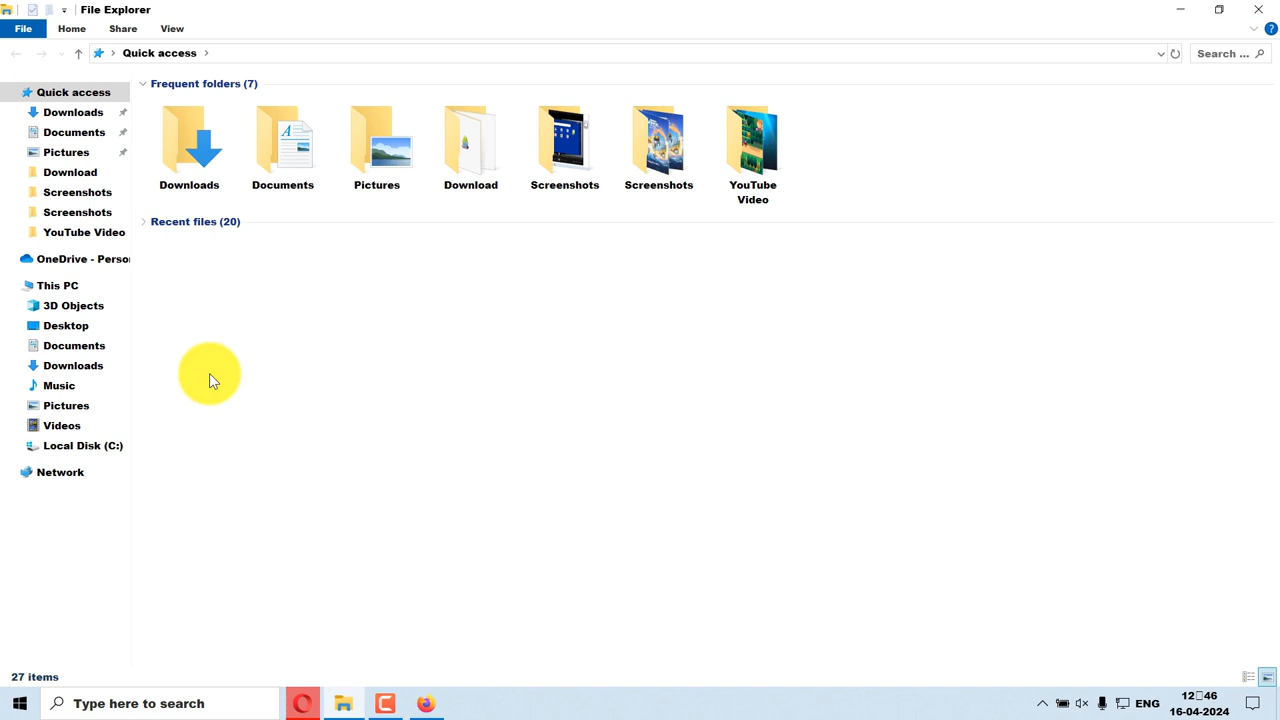 File Explorer
File Home Share View
Quick access
Search ...
Quick access
Downloads
Documents
Pictures
Download
Screenshots
Screenshots
YouTube Video
OneDrive - Perso
This PC
3D Objects
Desktop
Documents
Downloads
Music
Pictures
Videos
Local Disk (C:)
Network
Frequent folders (7)
Downloads
Documents
Pictures
Download
Screenshots
Screenshots
YouTube
Video
Recent files (20)
27 items
Type here to search
ENG
12▯46
16-04-2024